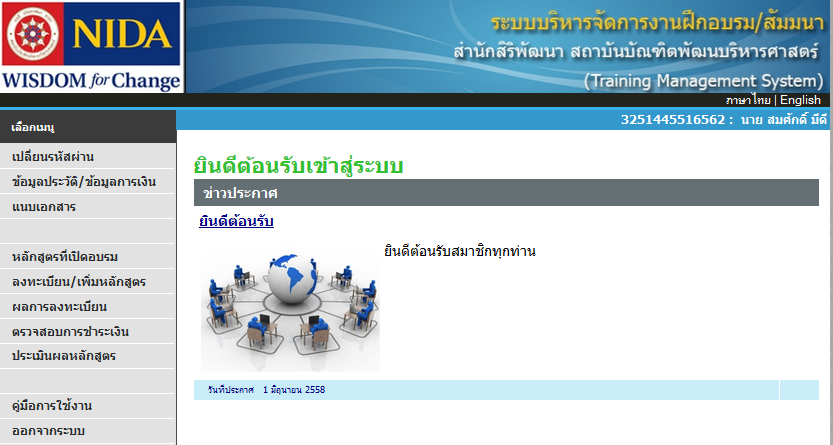 NIDA
WISDOM for Change
ระบบบริหารจัดการงานฝึกอบรม/สัมมนา
สำนักสิริพัฒนา สถาบันบัณฑิตพัฒนบริหารศาสตร์
(Training Management System)
ภาษาไทย | English
3251445516562 : นาย สมศักดิ์ มีดี
เลือกเมนู
เปลี่ยนรหัสผ่าน
ข้อมูลประวัติ/ข้อมูลการเงิน
แนบเอกสาร
หลักสูตรที่เปิดอบรม
ลงทะเบียน/เพิ่มหลักสูตร
ผลการลงทะเบียน
ตรวจสอบการชำระเงิน
ประเมินผลหลักสูตร
คู่มือการใช้งาน
ออกจากระบบ
ยินดีต้อนรับเข้าสู่ระบบ
ข่าวประกาศ
ยินดีต้อนรับ
ยินดีต้อนรับสมาชิกทุกท่าน
วันที่ประกาศ 1 มิถุนายน 2558